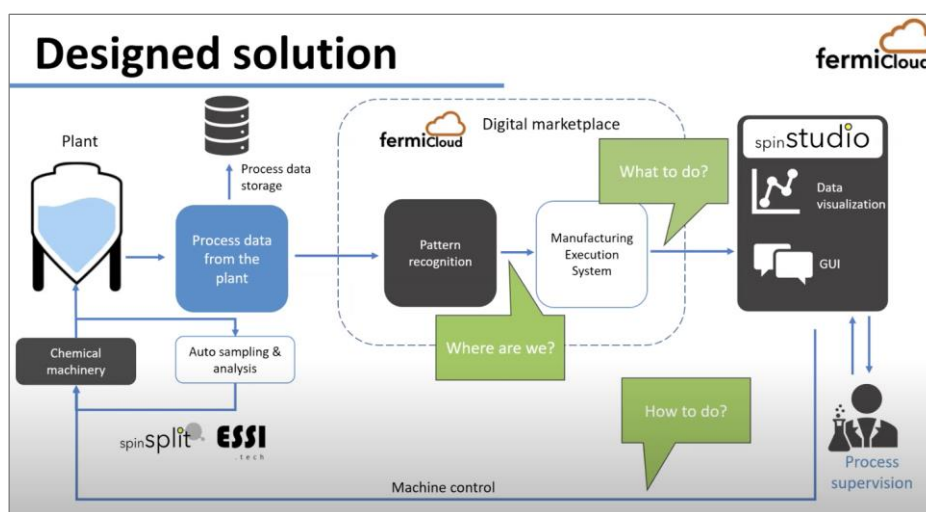 Designed solution
fermiCloud
Plant
Process data
storage
Process data
from the
plant
fermiCloud
Digital marketplace
Pattern
recognition
Manufacturing
Execution
System
What to do?
Where are we?
spinstudio
Data
visualization
GUI
Chemical
machinery
Auto sampling &
analysis
spinsplit
ESSI
.tech
How to do?
Machine control
Process
supervision